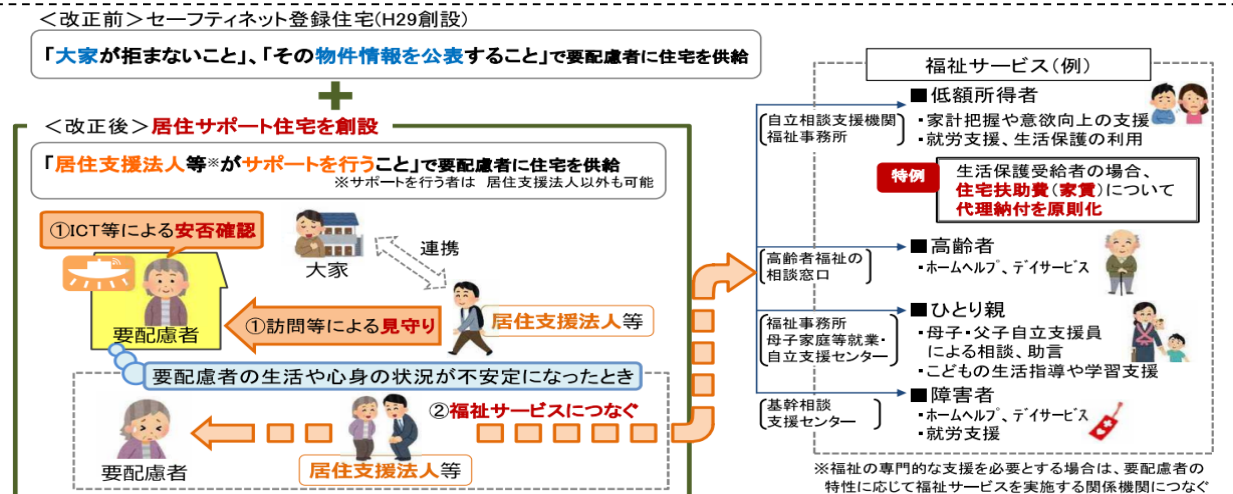 ＜改正前＞セーフティネット登録住宅(H29創設)
「大家が拒まないこと」、「その物件情報を公表すること」で要配慮者に住宅を供給
＜改正後＞居住サポート住宅を創設
「居住支援法人等※がサポートを行うこと」で要配慮者に住宅を供給
※サポートを行う者は 居住支援法人以外も可能
①ICT等による安否確認
大家
連携
要配慮者
①訪問等による見守り
居住支援法人等
要配慮者の生活や心身の状況が不安定になったとき
②福祉サービスにつなぐ
要配慮者
居住支援法人等
福祉サービス(例)
自立相談支援機関
福祉事務所
■低額所得者
・家計把握や意欲向上の支援
・就労支援、生活保護の利用
特例
生活保護受給者の場合、
住宅扶助費(家賃)について
代理納付を原則化
高齢者福祉の
相談窓口
■高齢者
・ホームヘルプ、デイサービス
福祉事務所
母子家庭等就業・
自立支援センター
■ひとり親
・母子・父子自立支援員
による相談、助言
・こどもの生活指導や学習支援
基幹相談
支援センター
■障害者
・ホームヘルプ、デイサービス
・就労支援
※福祉の専門的な支援を必要とする場合は、要配慮者の
特性に応じて福祉サービスを実施する関係機関につなぐ